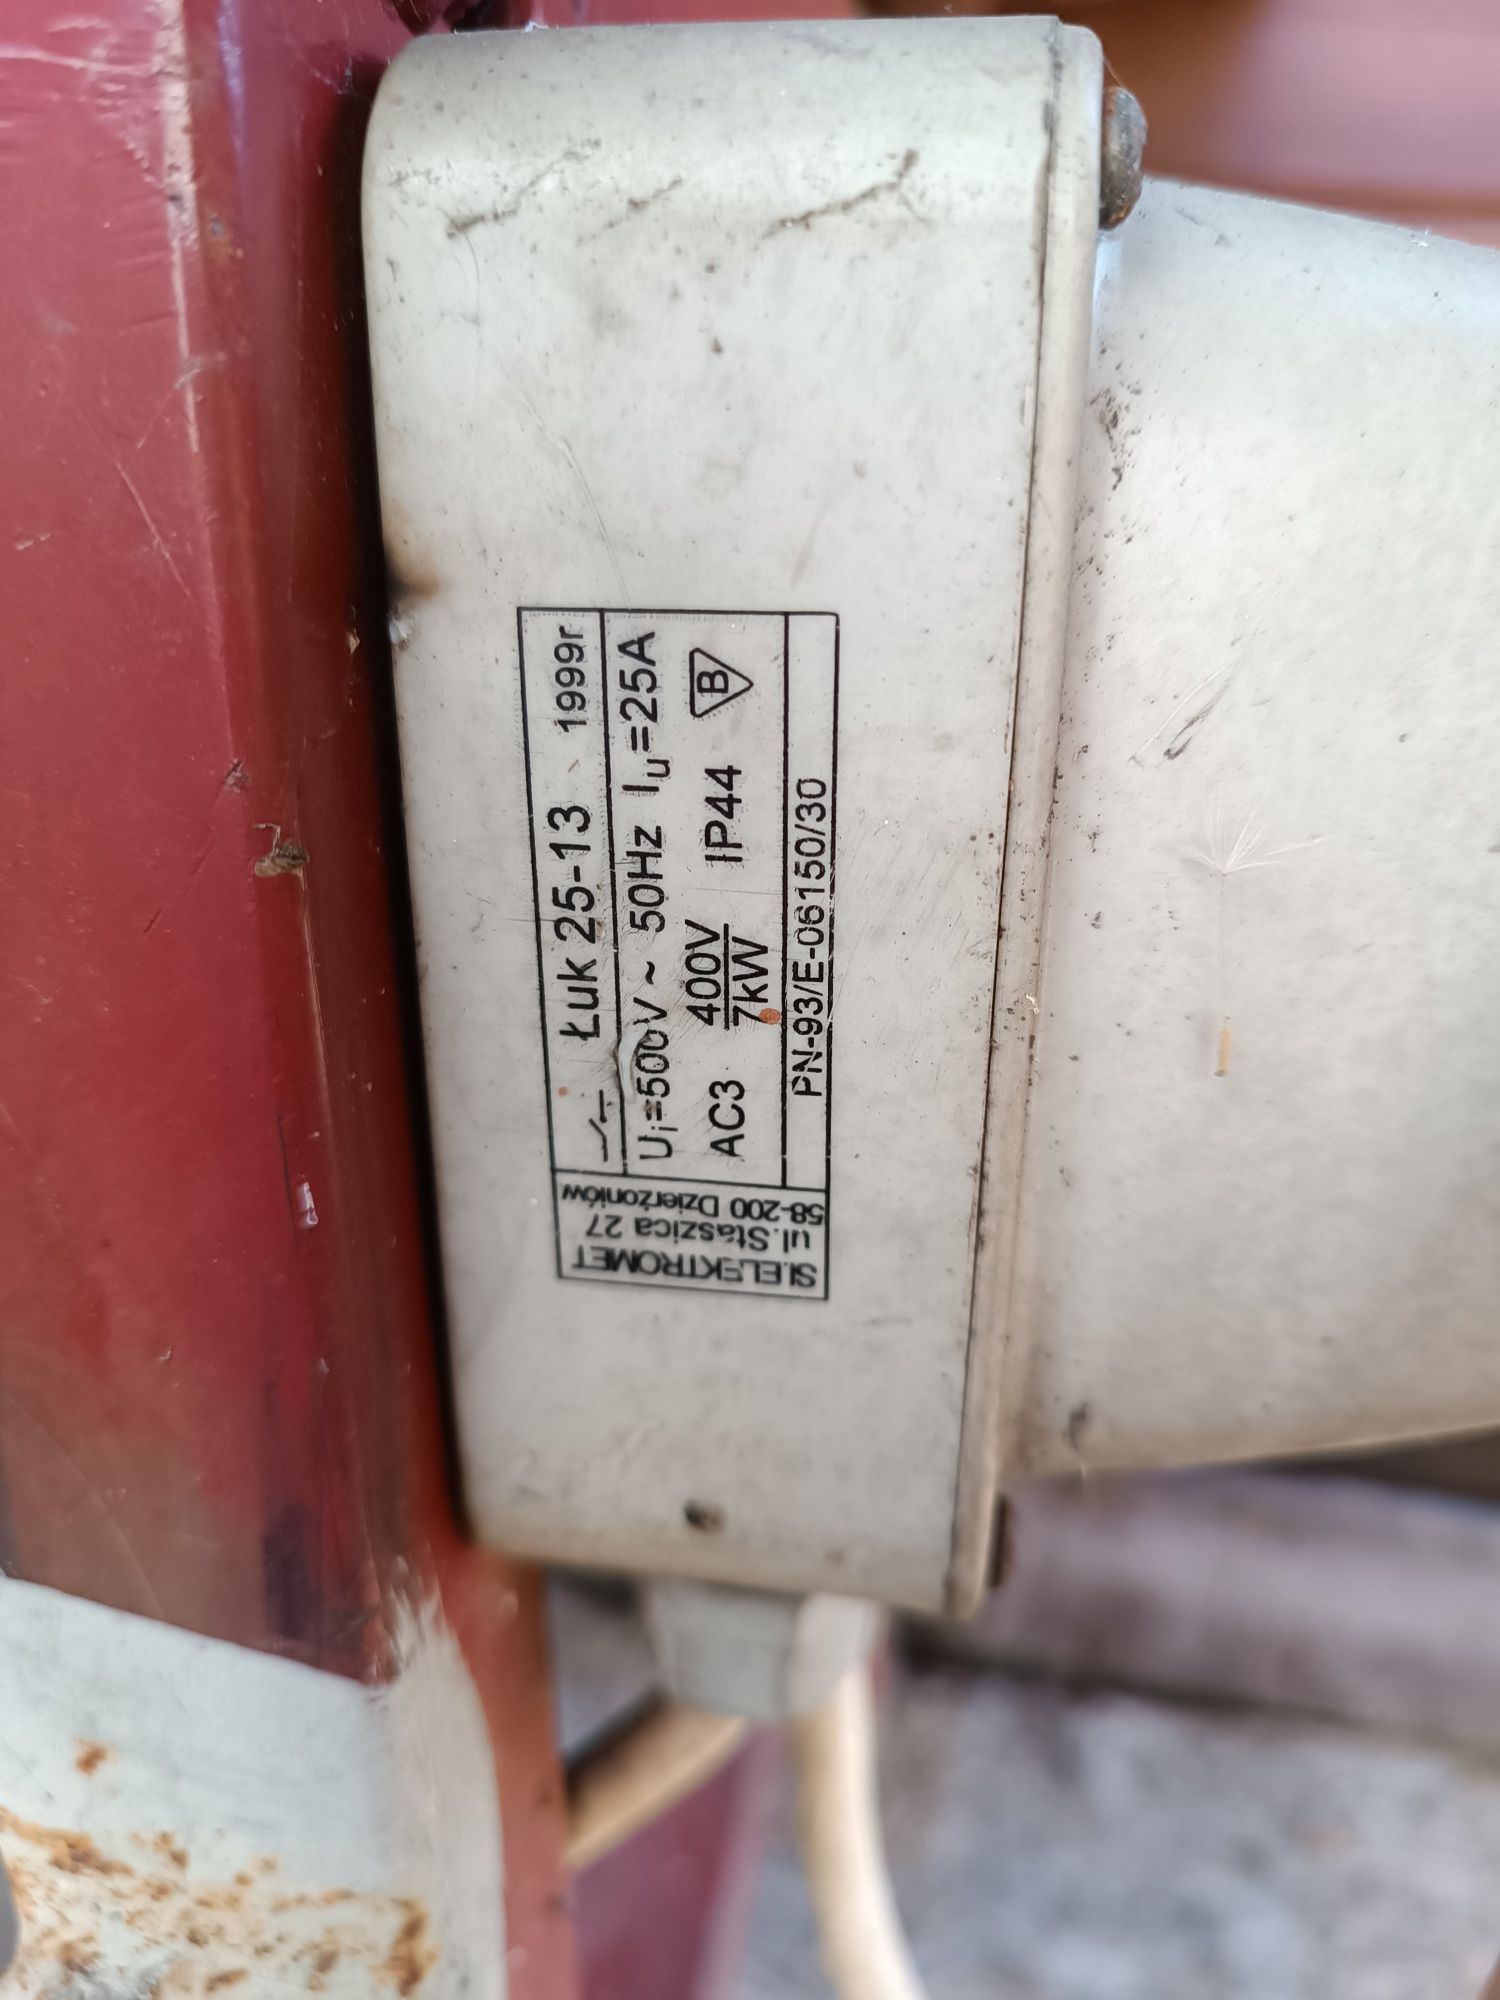 SI.ELEKTROMET
ul. Staszica 27
58-200 Dzierżoniów
Łuk 25-13 1999r
Ui=500V ~ 50Hz Iu=25A
AC3 400V/7kW IP44 B
PN-93/E-06150/30